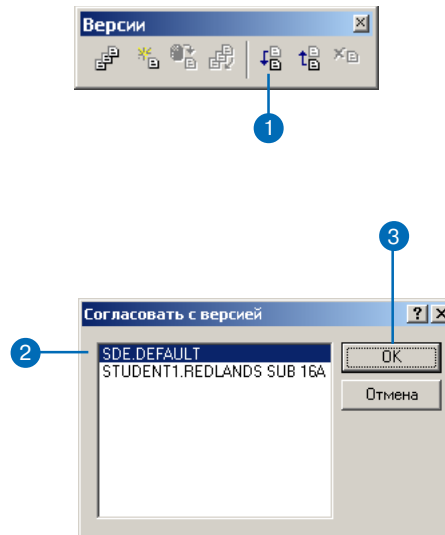 Версии
1
3
Согласовать с версией
2
SDE.DEFAULT
STUDENT1.REDLANDS SUB 16A
OK
Отмена